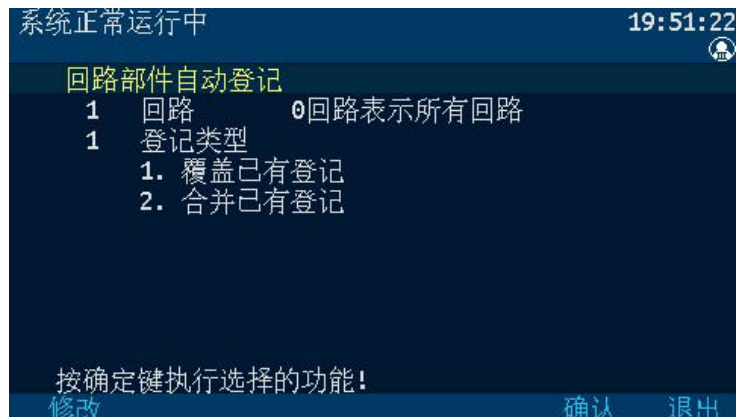 系统正常运行中 19:51:22
回路部件自动登记
1 回路 0回路表示所有回路
1 登记类型
1. 覆盖已有登记
2. 合并已有登记
按确定键执行选择的功能!
修改 确认 退出